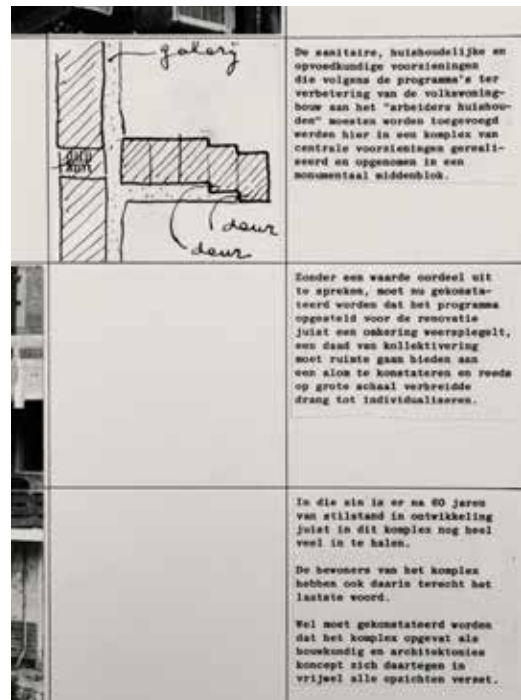 galerij
deur
deur
De sanitaire, huishoudelijke en
opvoedkundige voorzieningen
die volgens de programma's ter
verbetering van de volkswoning-
bouw aan het "arbeiders huishou-
den" moesten worden toegevoegd
werden hier in een komplex van
centrale voorzieningen gereali-
seerd en opgenomen in een
monumentaal middenblok.
Zonder een waarde oordeel uit
te spreken, moet nu gekonsta-
teerd worden dat het programma
opgesteld voor de renovatie
juist een omkering weerspiegelt,
een daad van kollektivering
moet ruimte gaan bieden aan
een alom te konstateren en reeds
op grote schaal verbreidde
drang tot individualiseren.
In die zin is er na 60 jaren
van stilstand in ontwikkeling
juist in dit komplex nog heel
veel in te halen.
De bewoners van het komplex
hebben ook daarin terecht het
laatste woord.
Wel moet gekonstateerd worden
dat het komplex opgevat als
bouwkundig en architektonies
koncept zich daartegen in
vrijwel alle opzichten verzet.